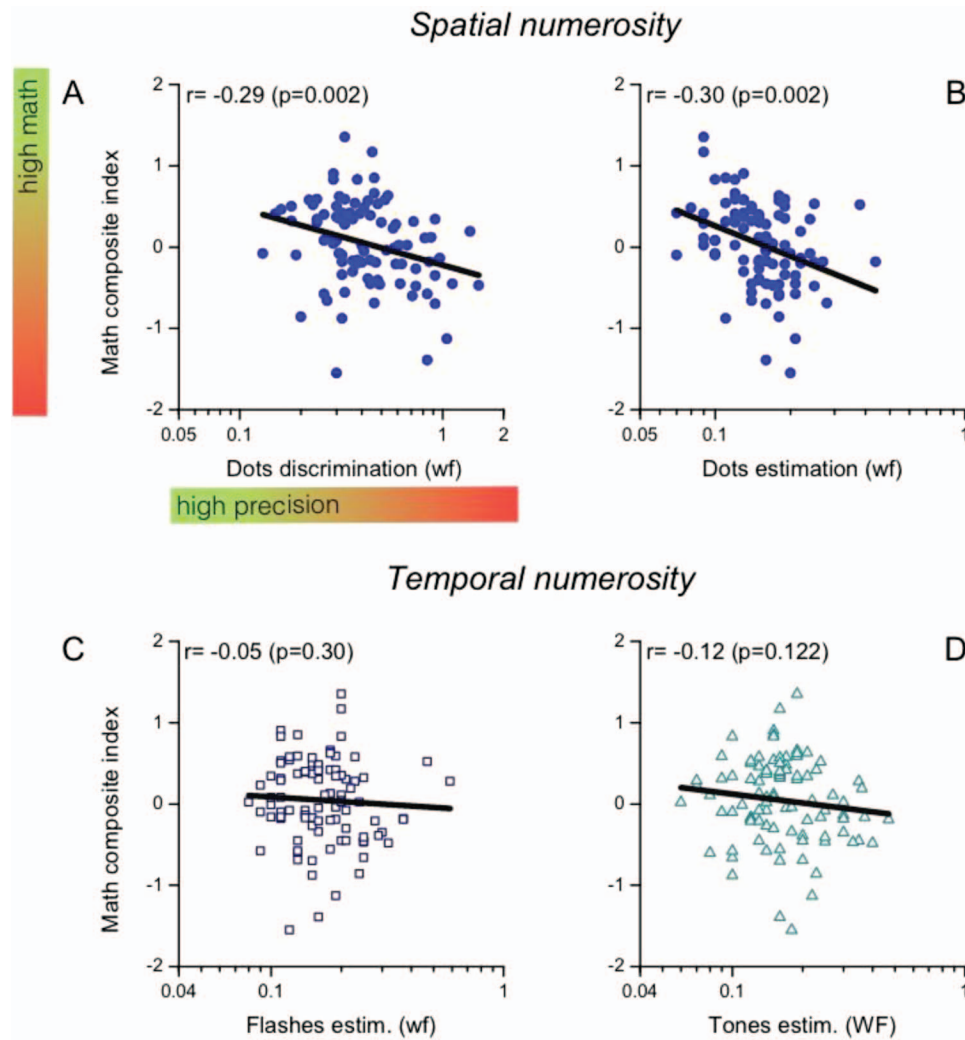 Spatial numerosity
high math
A
r= -0.29 (p=0.002)
Math composite index
2
1
0
-1
-2
0.05 0.1 1 2
Dots discrimination (wf)
high precision
B
r= -0.30 (p=0.002)
2
1
0
-1
-2
0.05 0.1 1
Dots estimation (wf)
Temporal numerosity
C
r= -0.05 (p=0.30)
Math composite index
2
1
0
-1
-2
0.04 0.1 1
Flashes estim. (wf)
D
r= -0.12 (p=0.122)
2
1
0
-1
-2
0.04 0.1 1
Tones estim. (WF)